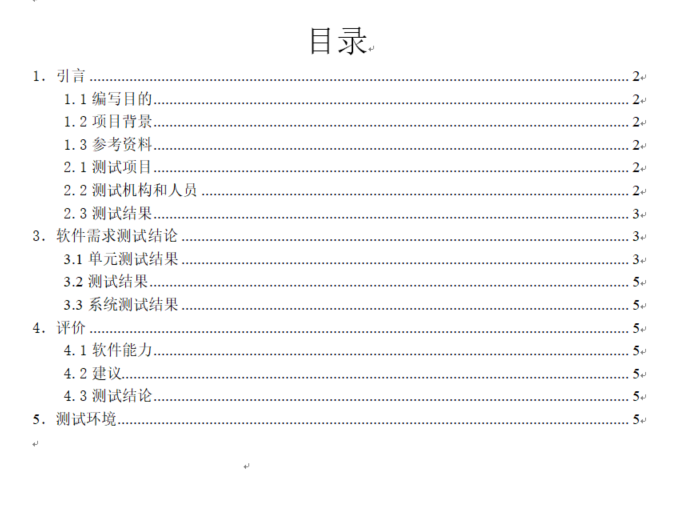 目录
1. 引言 2
1.1 编写目的 2
1.2 项目背景 2
1.3 参考资料 2
2.1 测试项目 2
2.2 测试机构和人员 2
2.3 测试结果 3
3. 软件需求测试结论 3
3.1 单元测试结果 3
3.2 测试结果 5
3.3 系统测试结果 5
4. 评价 5
4.1 软件能力 5
4.2 建议 5
4.3 测试结论 5
5. 测试环境 5